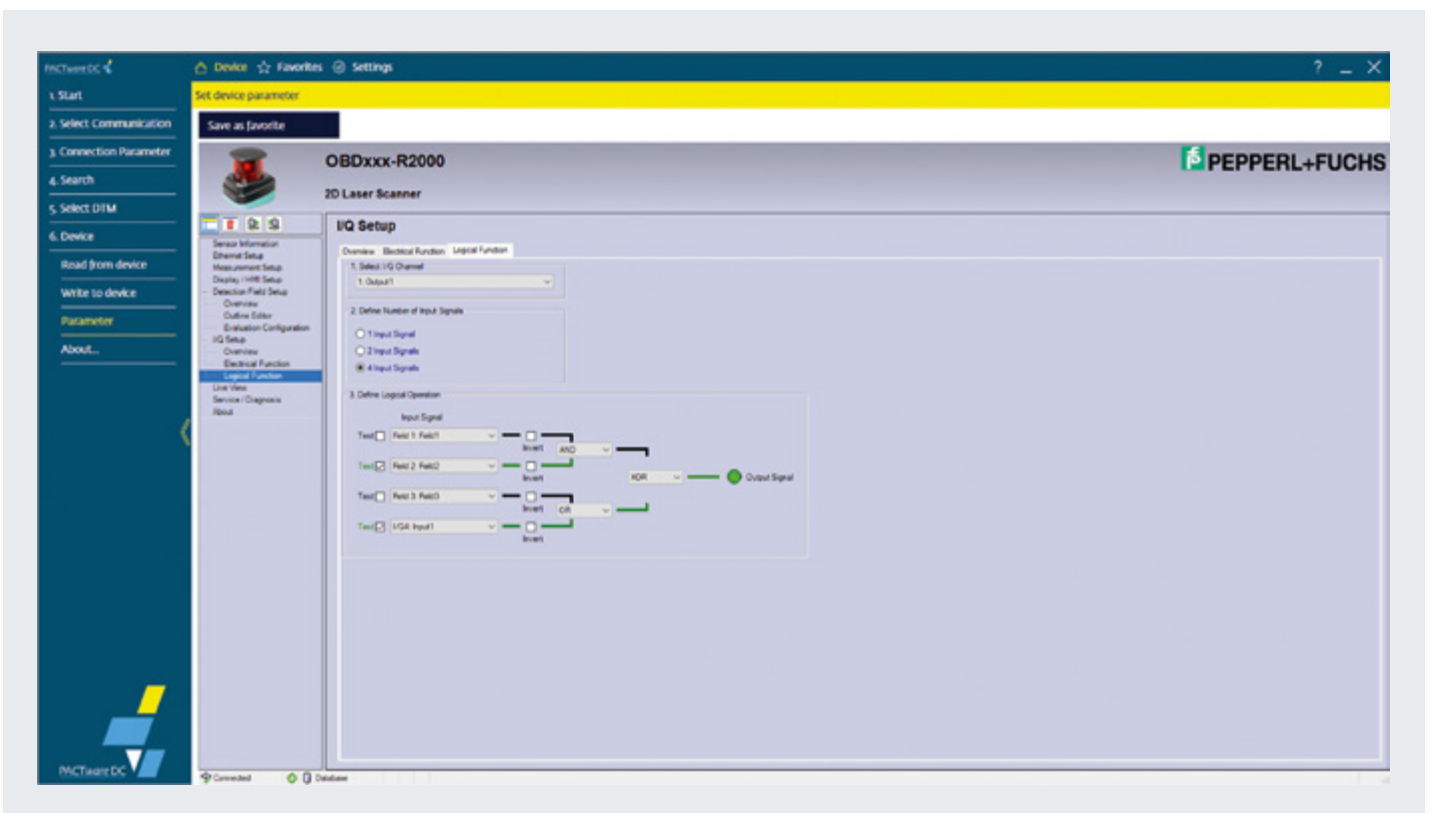 PACTware DC
Device Favorites Settings
? _ X
1. Start
2. Select Communication
3. Connection Parameter
4. Search
5. Select DTM
6. Device
Read from device
Write to device
Parameter
About...
PACTware DC
Set device parameter
Save as favorite
OBDxxx-R2000
2D Laser Scanner
PEPPERL+FUCHS
Sensor Information
Ethernet Setup
Measurement Setup
Display / HMI Setup
Detection Field Setup
Overview
Outline Editor
Evaluation Configuration
I/Q Setup
Overview
Electrical Function
Logical Function
Live View
Service / Diagnosis
About
I/Q Setup
Overview Electrical Function Logical Function
1. Select I-Q Channel
1: Output1
2. Define Number of Input Signals
1 Input Signal
2 Input Signals
4 Input Signals
3. Define Logical Operation
Input Signal
Test Field 1: Field1
Invert AND
Test Field 2: Field2
Invert XOR Output Signal
Test Field 3: Field3
Invert OR
Test I/Q4: Input1
Invert
Connected Database